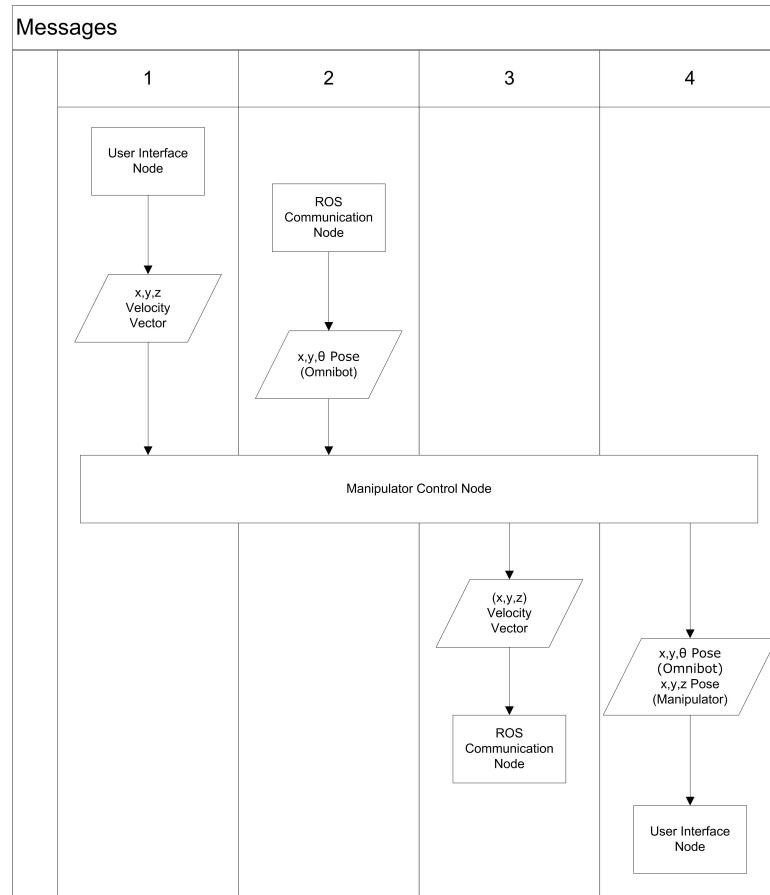 Messages
1
2
3
4
User Interface
Node
ROS
Communication
Node
x,y,z
Velocity
Vector
x,y,θ Pose
(Omnibot)
Manipulator Control Node
(x,y,z)
Velocity
Vector
x,y,θ Pose
(Omnibot)
x,y,z Pose
(Manipulator)
ROS
Communication
Node
User Interface
Node